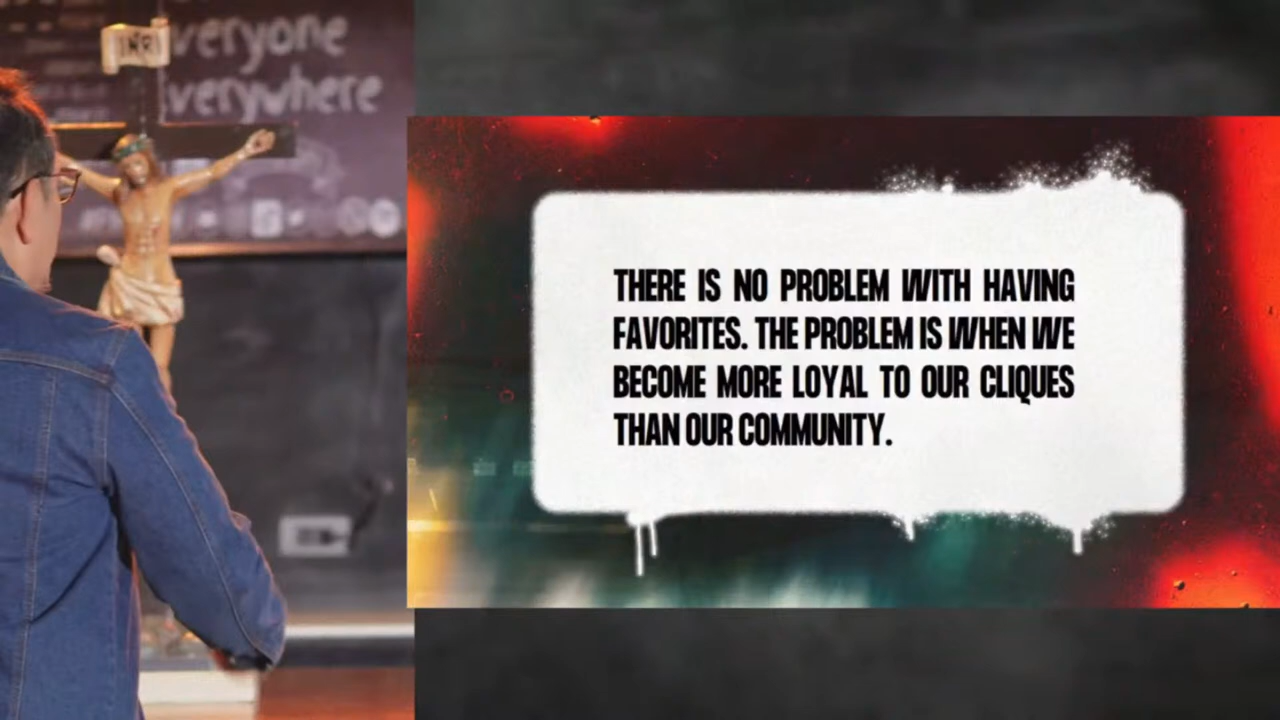 INRI
veryone
verywhere
THERE IS NO PROBLEM WITH HAVING
FAVORITES. THE PROBLEM IS WHEN WE
BECOME MORE LOYAL TO OUR CLIQUES
THAN OUR COMMUNITY.